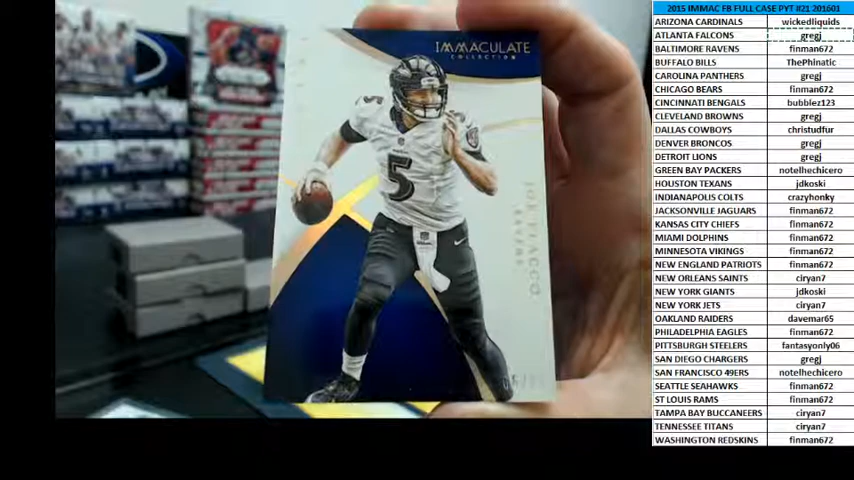 2015 IMMAC FB FULL CASE PYT #21 201601
ARIZONA CARDINALS wickedliquids
ATLANTA FALCONS gregj
BALTIMORE RAVENS finman672
BUFFALO BILLS ThePhinatic
CAROLINA PANTHERS gregj
CHICAGO BEARS finman672
CINCINNATI BENGALS bubbiez123
CLEVELAND BROWNS gregj
DALLAS COWBOYS christudfur
DENVER BRONCOS gregj
DETROIT LIONS gregj
GREEN BAY PACKERS notelhechicero
HOUSTON TEXANS jdkoski
INDIANAPOLIS COLTS crazyhonky
JACKSONVILLE JAGUARS finman672
KANSAS CITY CHIEFS finman672
MIAMI DOLPHINS finman672
MINNESOTA VIKINGS finman672
NEW ENGLAND PATRIOTS finman672
NEW ORLEANS SAINTS ciryan7
NEW YORK GIANTS jdkoski
NEW YORK JETS ciryan7
OAKLAND RAIDERS davemar65
PHILADELPHIA EAGLES finman672
PITTSBURGH STEELERS fantasyonly06
SAN DIEGO CHARGERS gregj
SAN FRANCISCO 49ERS notelhechicero
SEATTLE SEAHAWKS finman672
ST LOUIS RAMS finman672
TAMPA BAY BUCCANEERS ciryan7
TENNESSEE TITANS ciryan7
WASHINGTON REDSKINS finman672
IMMACULATE
COLLECTION
5
5
JOE FLACCO
RAVENS